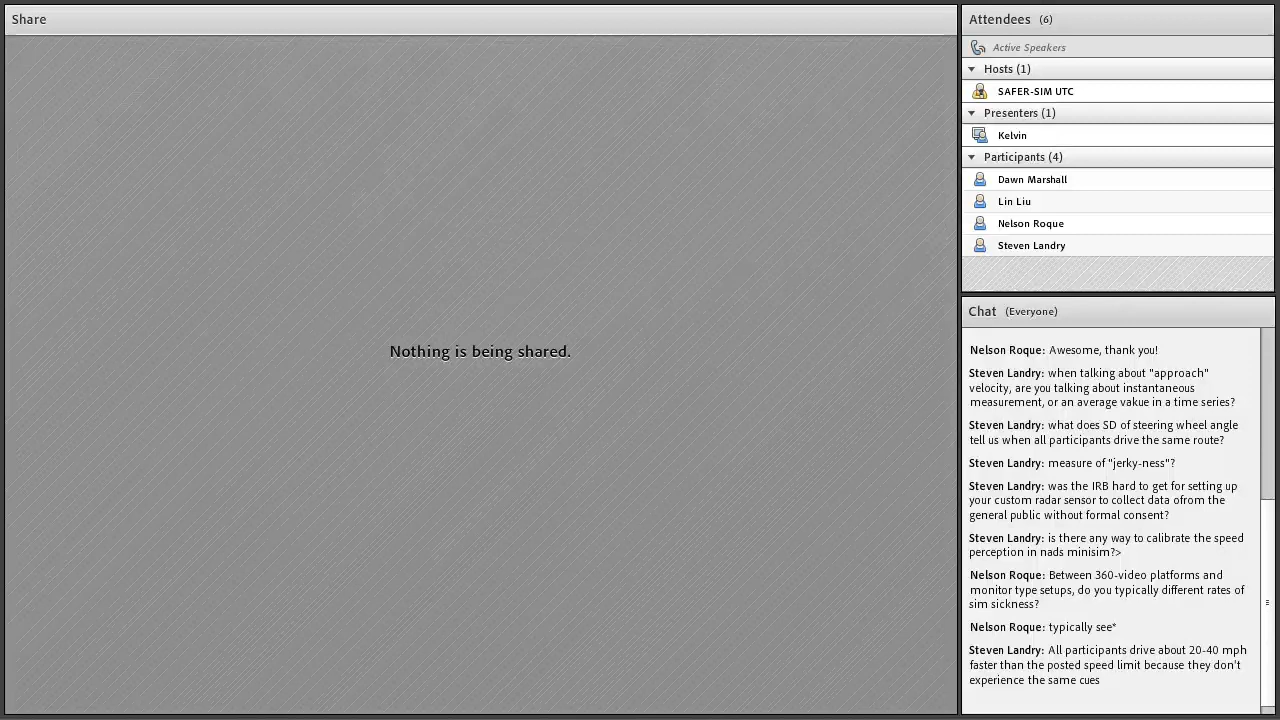 Share
Nothing is being shared.
Attendees (6)
Active Speakers
Hosts (1)
SAFER-SIM UTC
Presenters (1)
Kelvin
Participants (4)
Dawn Marshall
Lin Liu
Nelson Roque
Steven Landry
Chat (Everyone)
Nelson Roque: Awesome, thank you!
Steven Landry: when talking about "approach"
velocity, are you talking about instantaneous
measurement, or an average vakue in a time series?
Steven Landry: what does SD of steering wheel angle
tell us when all participants drive the same route?
Steven Landry: measure of "jerky-ness"?
Steven Landry: was the IRB hard to get for setting up
your custom radar sensor to collect data ofrom the
general public without formal consent?
Steven Landry: is there any way to calibrate the speed
perception in nads minisim?>
Nelson Roque: Between 360-video platforms and
monitor type setups, do you typically different rates of
sim sickness?
Nelson Roque: typically see*
Steven Landry: All participants drive about 20-40 mph
faster than the posted speed limit because they don't
experience the same cues